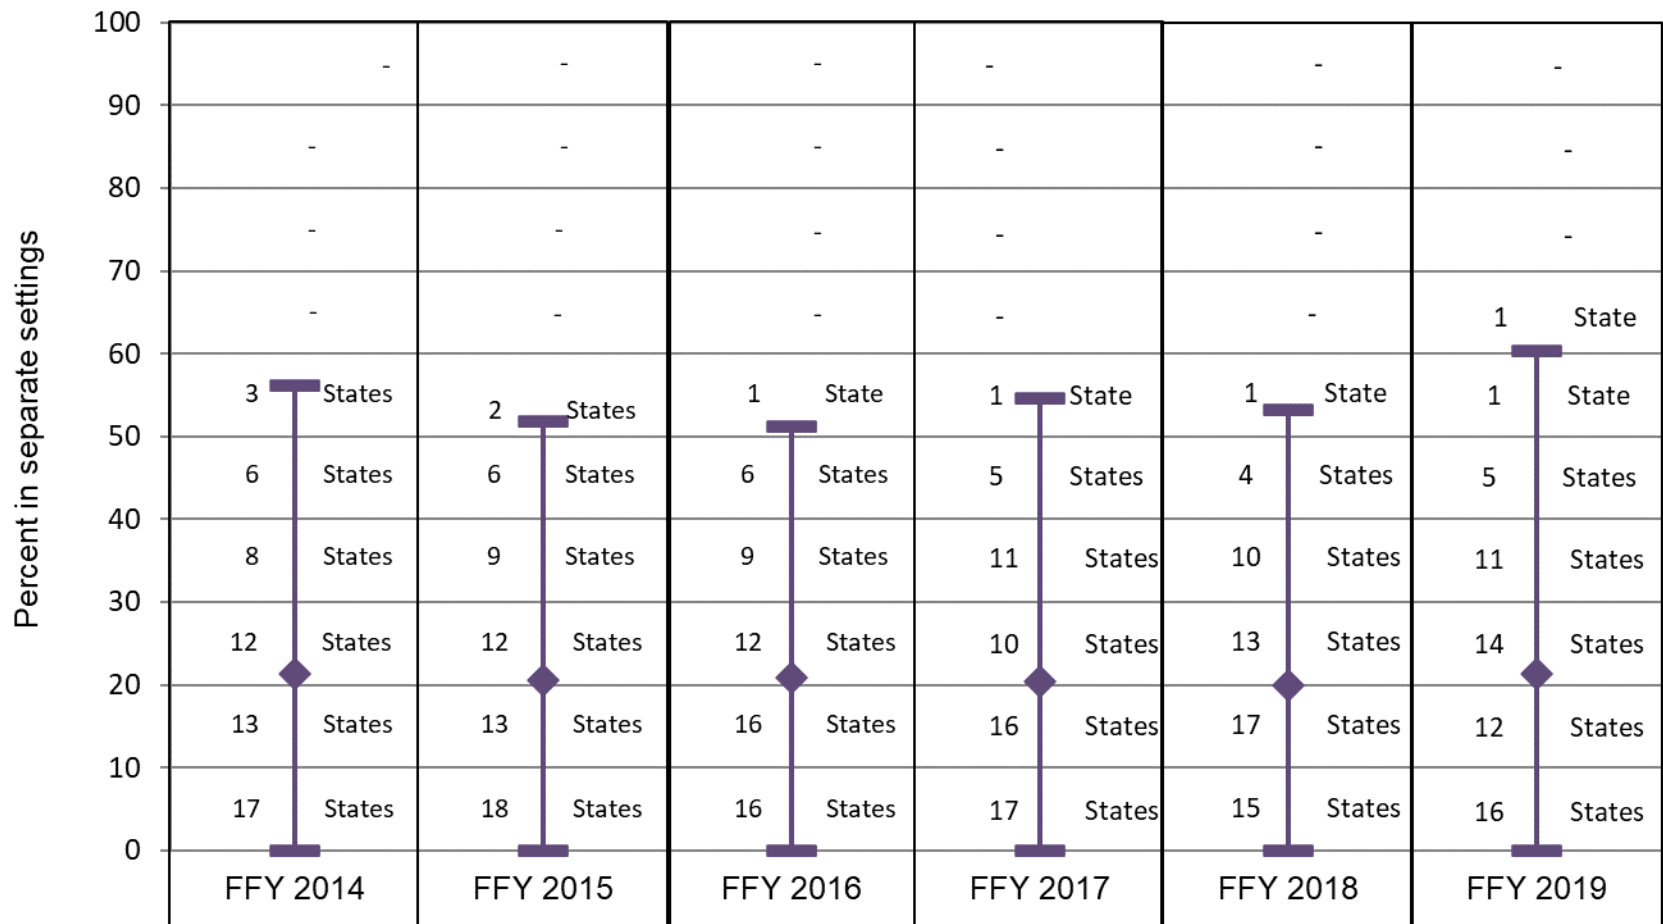 Percent in separate settings
100
- - - - - -
90
- - - - - -
80
- - - - - -
70
- - - - - 1 State
60
3 States 2 States 1 State 1 State 1 State 1 State
50
6 States 6 States 6 States 5 States 4 States 5 States
40
8 States 9 States 9 States 11 States 10 States 11 States
30
12 States 12 States 12 States 10 States 13 States 14 States
20
13 States 13 States 16 States 16 States 17 States 12 States
10
17 States 18 States 16 States 17 States 15 States 16 States
0
FFY 2014 FFY 2015 FFY 2016 FFY 2017 FFY 2018 FFY 2019